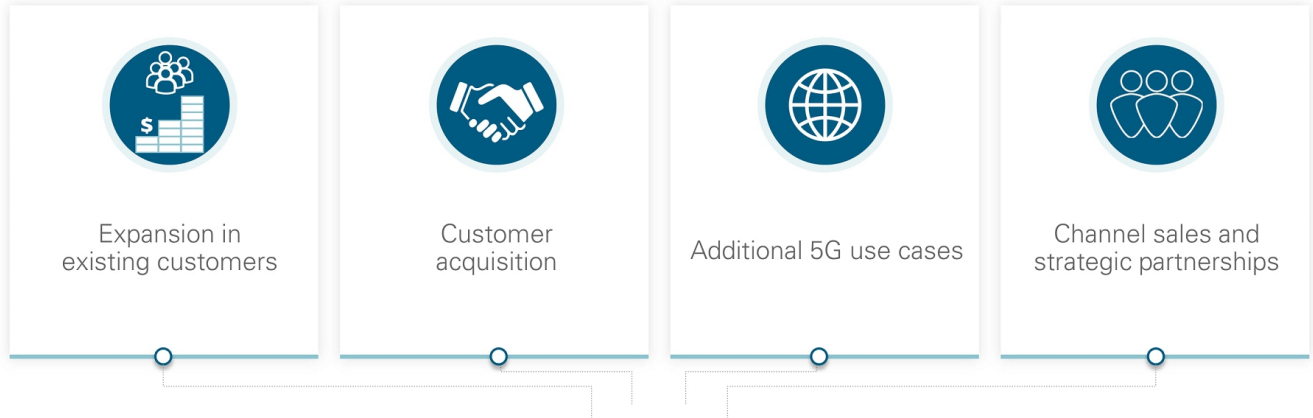 $
Expansion in
existing customers
Customer
acquisition
Additional 5G use cases
Channel sales and
strategic partnerships